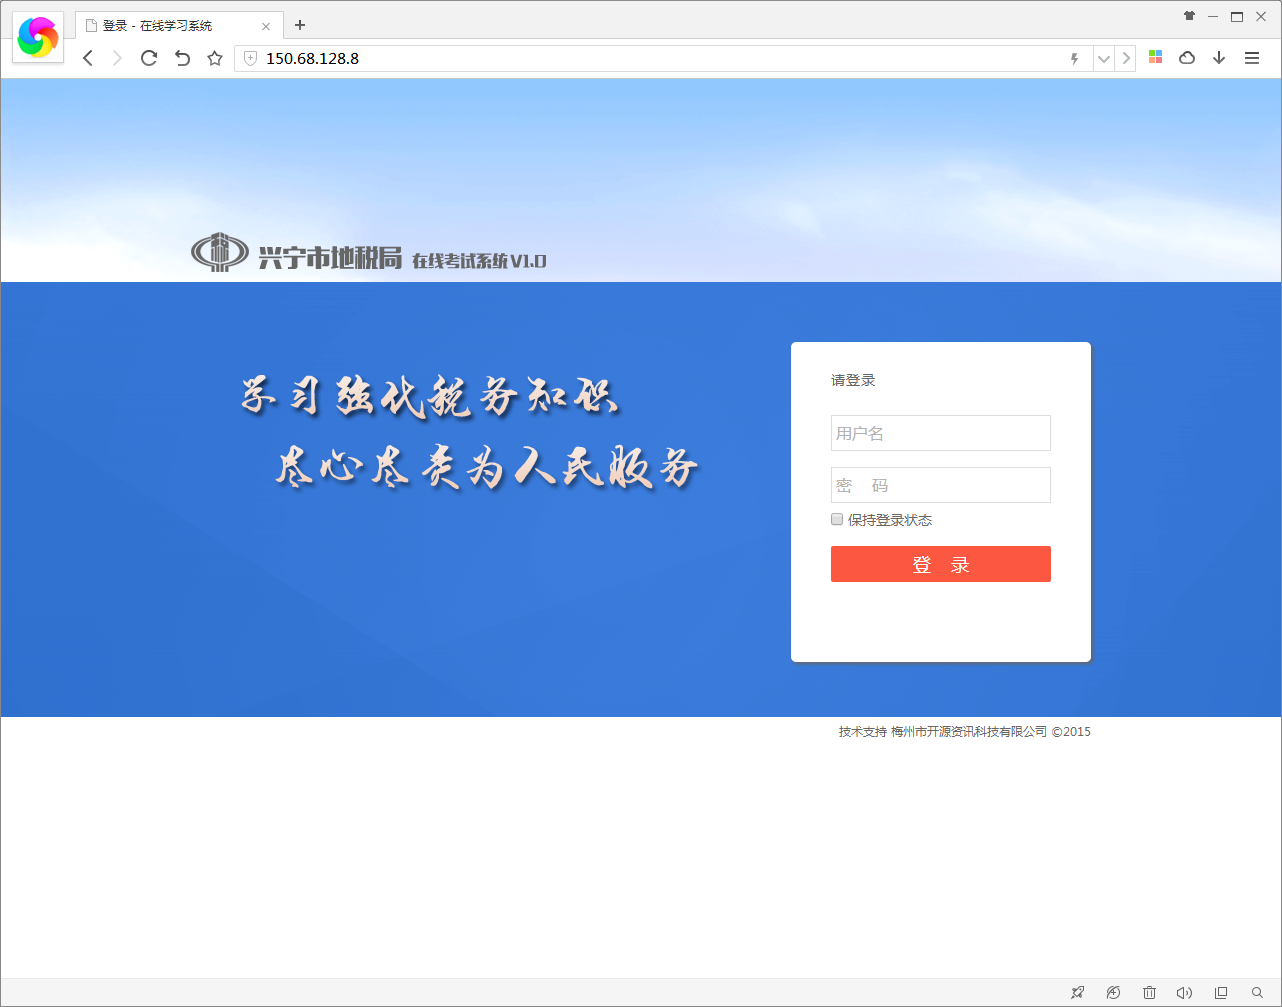 登录 - 在线学习系统
150.68.128.8
兴宁市地税局 在线考试系统V1.0
学习强代税务知识
尽心尽责为人民服务
请登录
用户名
密 码
保持登录状态
登 录
技术支持 梅州市开源资讯科技有限公司 ©2015